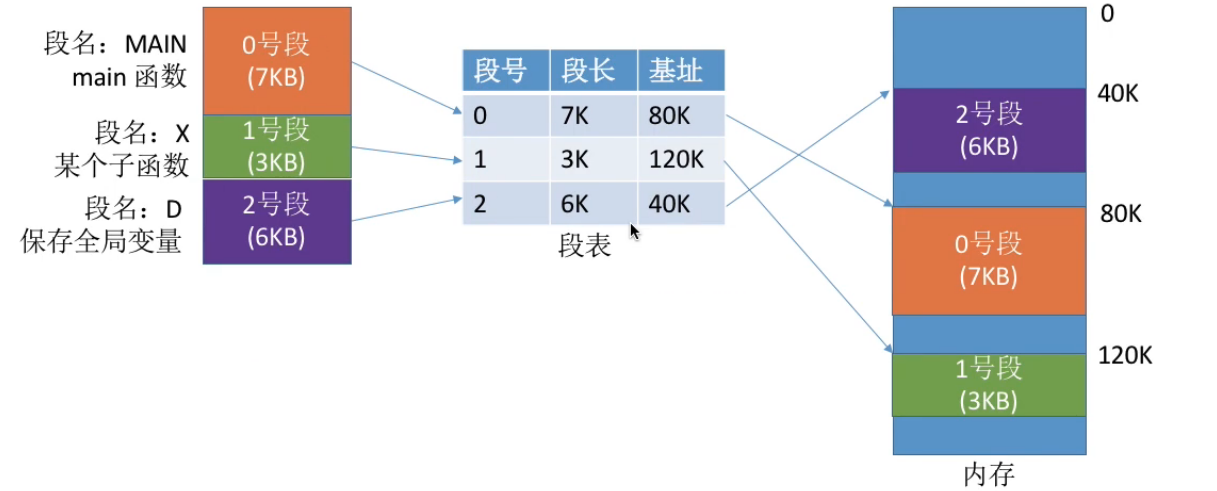 段名：MAIN
main 函数
0号段
(7KB)
段名：X
某个子函数
1号段
(3KB)
段名：D
保存全局变量
2号段
(6KB)
段号 段长 基址
0 7K 80K
1 3K 120K
2 6K 40K
段表
0
40K
2号段
(6KB)
80K
0号段
(7KB)
120K
1号段
(3KB)
内存